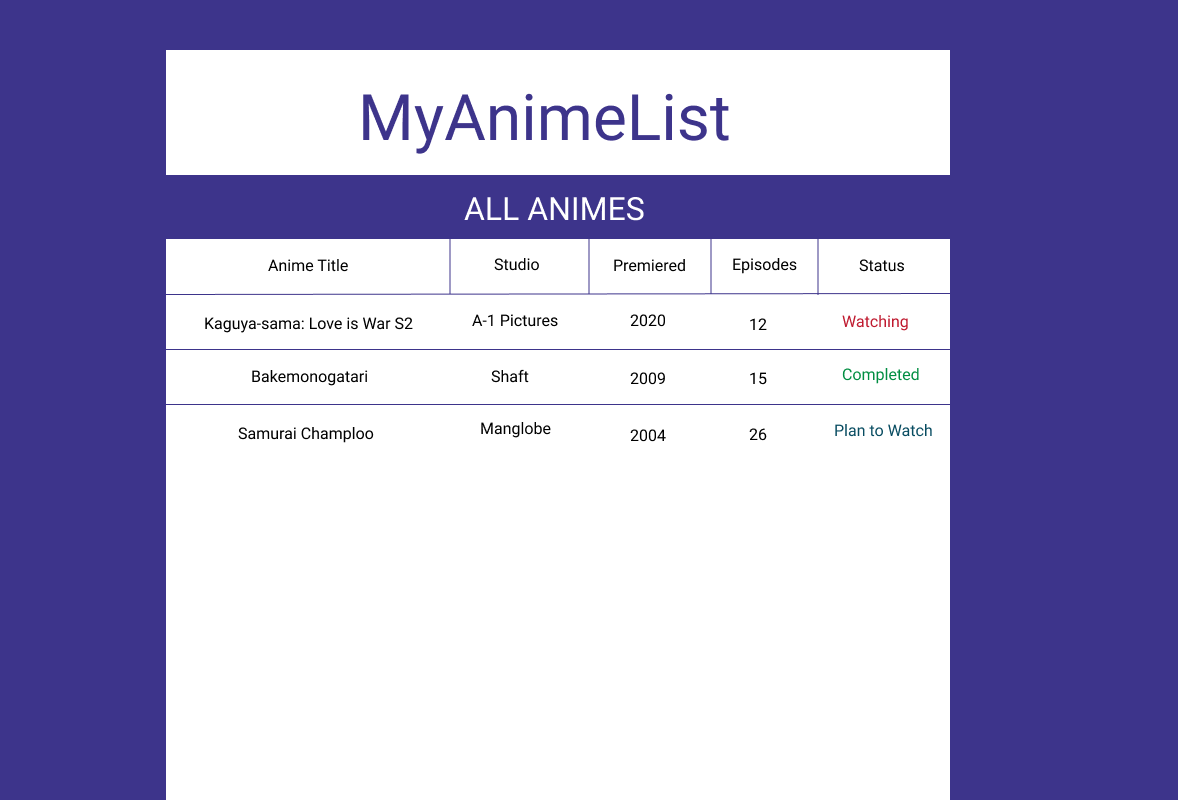 MyAnimeList
ALL ANIMES
Anime Title Studio Premiered Episodes Status
Kaguya-sama: Love is War S2 A-1 Pictures 2020 12 Watching
Bakemonogatari Shaft 2009 15 Completed
Samurai Champloo Manglobe 2004 26 Plan to Watch